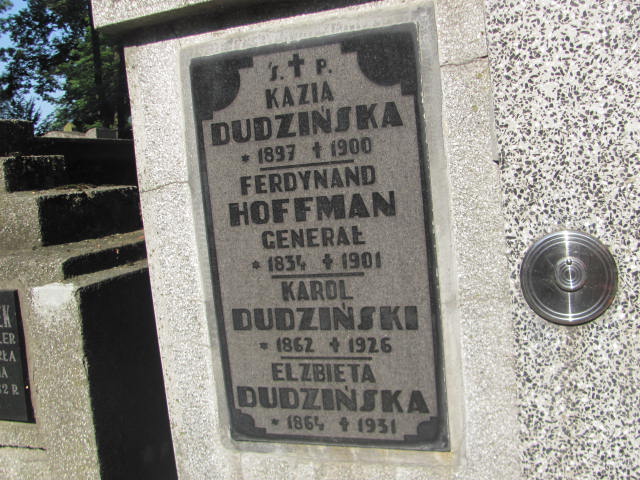 Ś. ✝ P.
KAZIA
DUDZIŃSKA
* 1897 ✝ 1900
FERDYNAND
HOFFMAN
GENERAŁ
* 1834 ✝ 1901
KAROL
DUDZIŃSKI
* 1862 ✝ 1926
ELŻBIETA
DUDZIŃSKA
* 1864 ✝ 1931